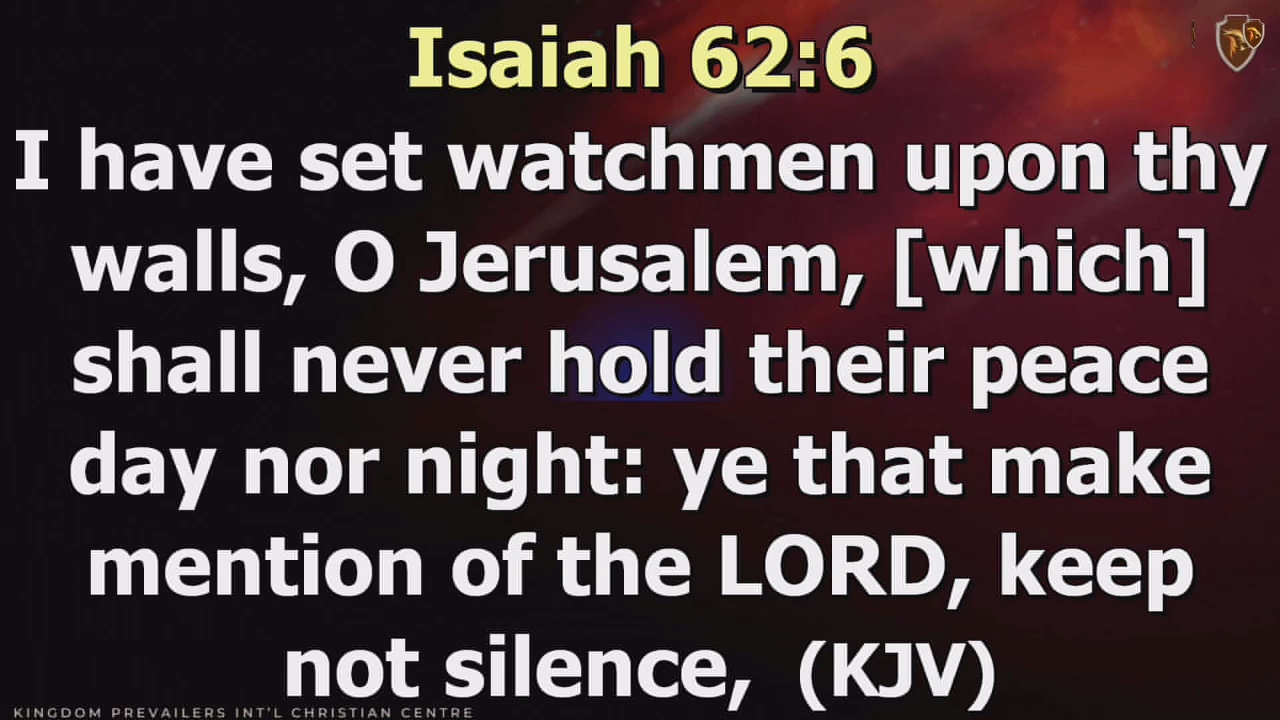 Isaiah 62:6
I have set watchmen upon thy
walls, O Jerusalem, [which]
shall never hold their peace
day nor night: ye that make
mention of the LORD, keep
not silence, (KJV)
KINGDOM PREVAILERS INT'L CHRISTIAN CENTRE